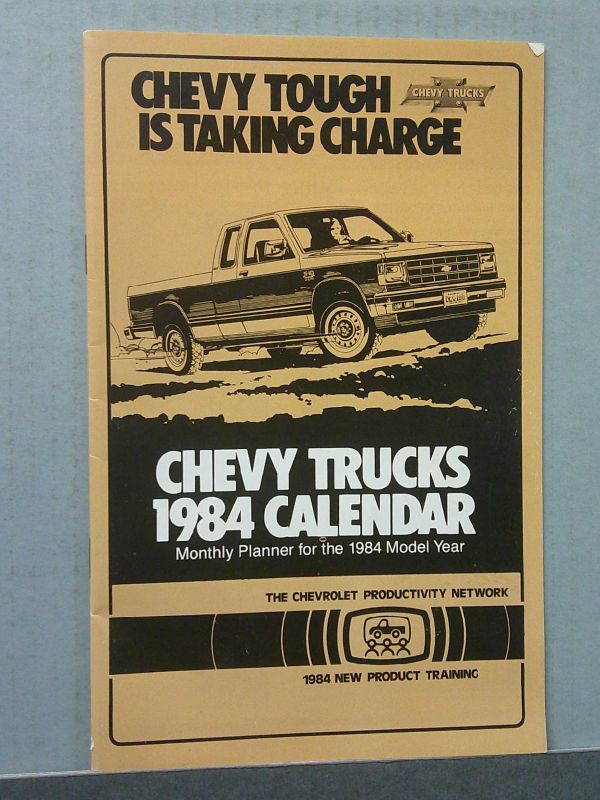 CHEVY TOUGH
IS TAKING CHARGE
CHEVY TRUCKS
CHEVY TRUCKS
1984 CALENDAR
Monthly Planner for the 1984 Model Year
THE CHEVROLET PRODUCTIVITY NETWORK
1984 NEW PRODUCT TRAINING